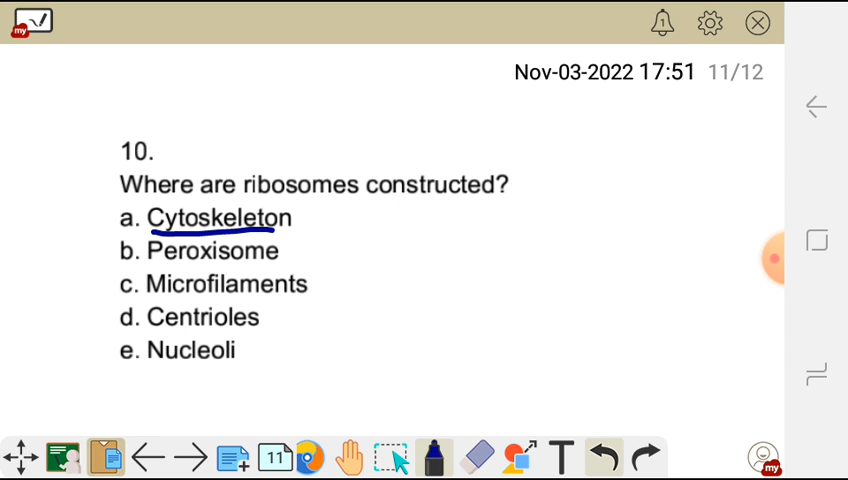 my
1
Nov-03-2022 17:51 11/12
10.
Where are ribosomes constructed?
a. Cytoskeleton
b. Peroxisome
c. Microfilaments
d. Centrioles
e. Nucleoli
11
T
my